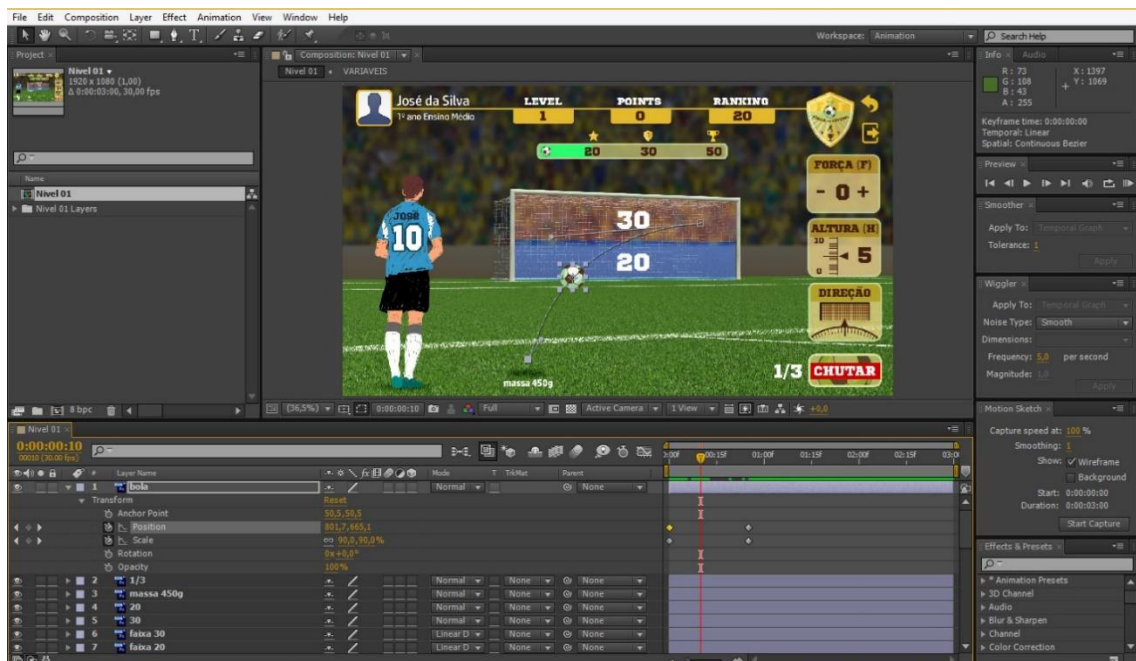 File Edit Composition Layer Effect Animation View Window Help
Workspace: Animation
Search Help
Project
Nivel 01
1920 x 1080 (1,00)
Δ 0:00:03:00, 30,00 fps
Name
Nivel 01
Nivel 01 Layers
8 bpc
Composition: Nivel 01
Nivel 01
VARIAVEIS
José da Silva
1º ano Ensino Médio
LEVEL
1
POINTS
0
RANKING
20
20 30 50
FORÇA (F)
- 0 +
ALTURA (H)
10
5
0
DIREÇÃO
JOSÉ
10
30
20
massa 450g
1/3 CHUTAR
(36,5%)
0:00:00:10
Full
Active Camera
1 View
+0,0
Info Audio
R : 73
G : 108
B : 43
A : 255
X : 1397
Y : 1069
Keyframe time: 0:00:00:00
Temporal: Linear
Spatial: Continuous Bezier
Preview
Smoother
Apply To: Temporal Graph
Tolerance: 1
Apply
Wiggler
Apply To: Temporal Graph
Noise Type: Smooth
Dimensions:
Frequency: 5,0 per second
Magnitude: 1,0
Apply
Motion Sketch
Capture speed at: 100 %
Smoothing: 1
Show: Wireframe
Background
Start: 0:00:00:00
Duration: 0:00:03:00
Start Capture
Effects & Presets
* Animation Presets
3D Channel
Audio
Blur & Sharpen
Channel
Color Correction
Nivel 01
0:00:00:10
00010 (30.00 fps)
# Layer Name Mode T TrkMat Parent
00:15f 01:00f 01:15f 02:00f 02:15f
1 bola Normal None
Transform Reset
Anchor Point 50,5,50,5
Position 801,7,665,1
Scale 90,0,90,0%
Rotation 0x+0,0°
Opacity 100%
2 1/3 Normal None None
3 massa 450g Normal None None
4 20 Normal None None
5 30 Normal None None
6 faixa 30 Linear D None None
7 faixa 20 Linear D None None